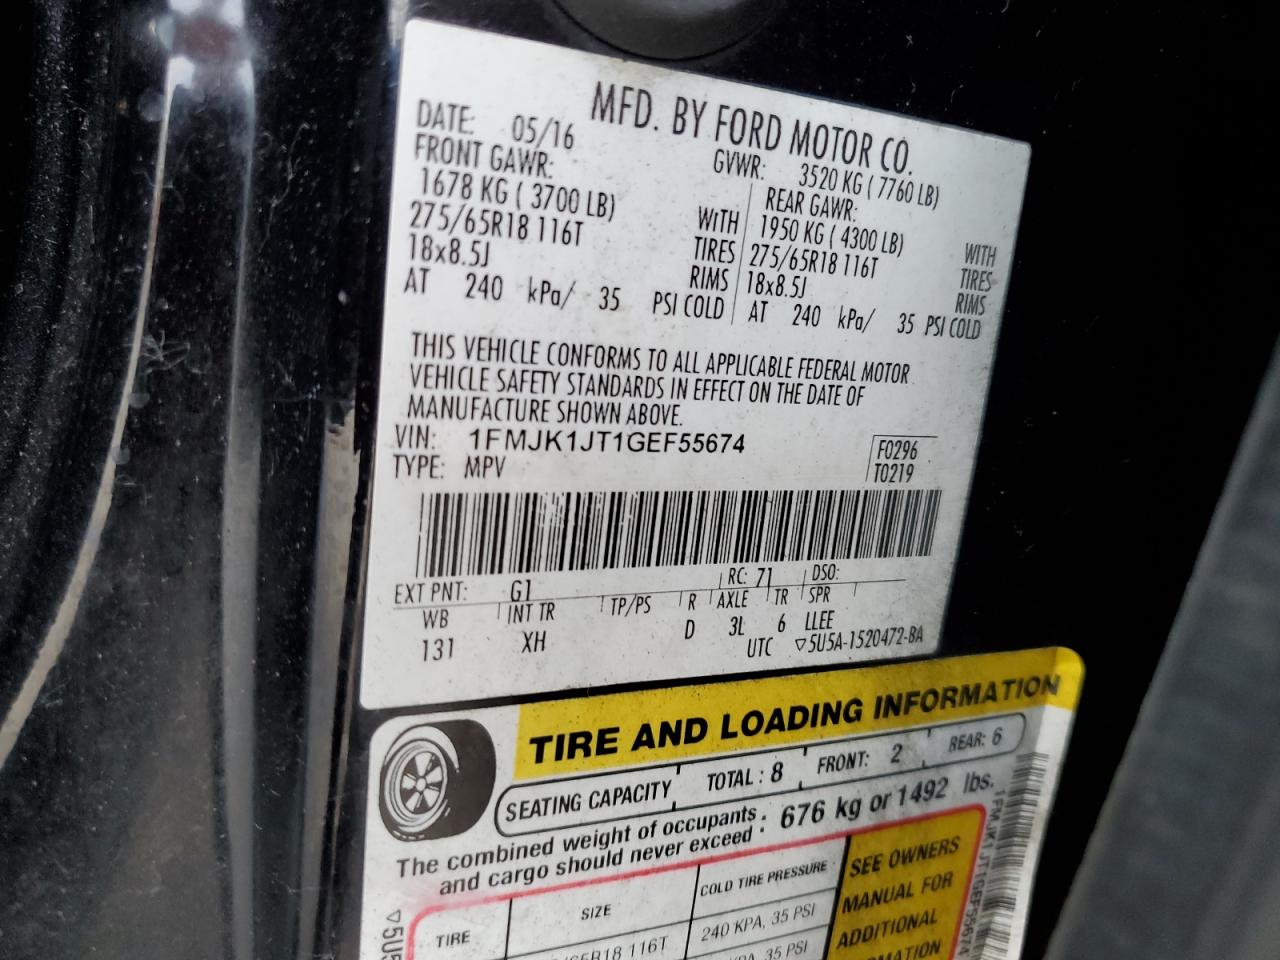 MFD. BY FORD MOTOR CO.
DATE: 05/16 GVWR: 3520 KG ( 7760 LB)
FRONT GAWR: REAR GAWR:
1678 KG ( 3700 LB) WITH 1950 KG ( 4300 LB) WITH
275/65R18 116T TIRES 275/65R18 116T TIRES
18x8.5J RIMS 18x8.5J RIMS
AT 240 kPa/ 35 PSI COLD AT 240 kPa/ 35 PSI COLD
THIS VEHICLE CONFORMS TO ALL APPLICABLE FEDERAL MOTOR
VEHICLE SAFETY STANDARDS IN EFFECT ON THE DATE OF
MANUFACTURE SHOWN ABOVE.
VIN: 1FMJK1JT1GEF55674 F0296
TYPE: MPV T0219
EXT PNT: G1 RC: 71 DSO:
WB INT TR TP/PS R AXLE TR SPR
131 XH D 3L 6 LLEE
UTC ▽5U5A-1520472-BA
TIRE AND LOADING INFORMATION
SEATING CAPACITY TOTAL : 8 FRONT: 2 REAR: 6
The combined weight of occupants
and cargo should never exceed : 676 kg or 1492 lbs.
TIRE SIZE COLD TIRE PRESSURE
R18 116T 240 KPA, 35 PSI
KPA, 35 PSI
SEE OWNERS
MANUAL FOR
ADDITIONAL
1FMJK1JT1GEF55674
▽5U5